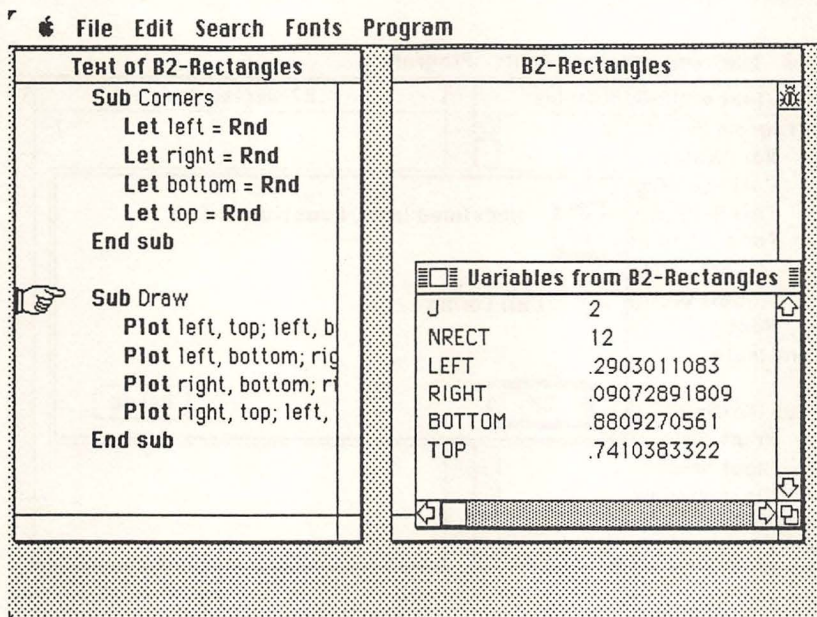 File Edit Search Fonts Program
Text of B2-Rectangles
Sub Corners
Let left = Rnd
Let right = Rnd
Let bottom = Rnd
Let top = Rnd
End sub
Sub Draw
Plot left, top; left, b
Plot left, bottom; rig
Plot right, bottom; ri
Plot right, top; left,
End sub
B2-Rectangles
Variables from B2-Rectangles
J 2
NRECT 12
LEFT .2903011083
RIGHT .09072891809
BOTTOM .8809270561
TOP .7410383322